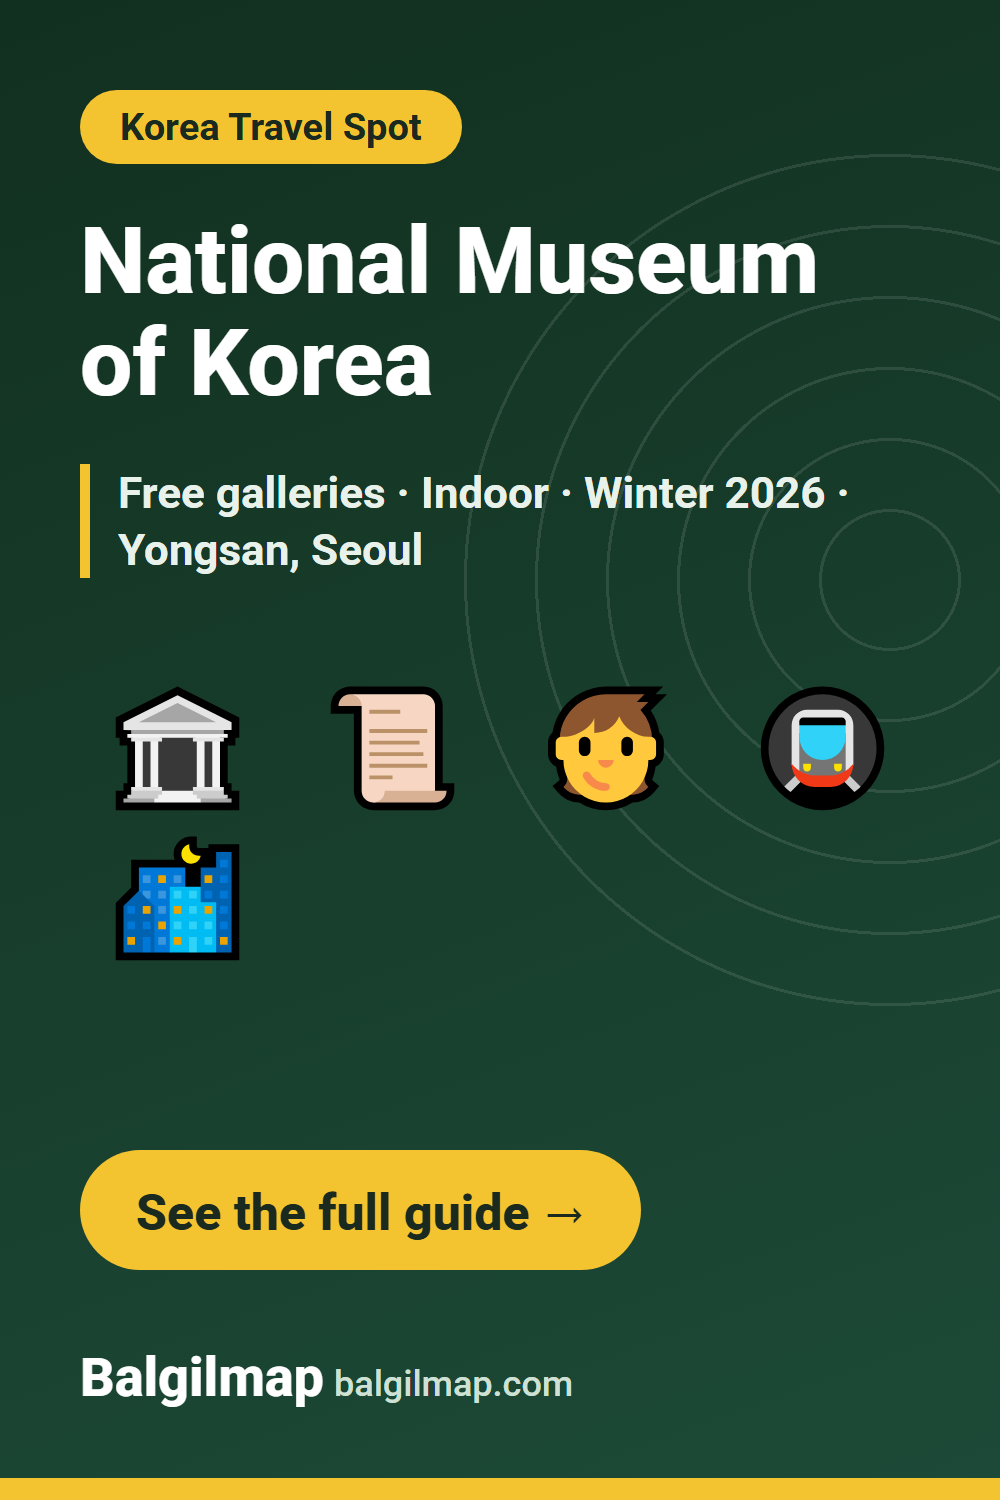 Korea Travel Spot
National Museum
of Korea
Free galleries · Indoor · Winter 2026 ·
Yongsan, Seoul
See the full guide →
Balgilmap balgilmap.com